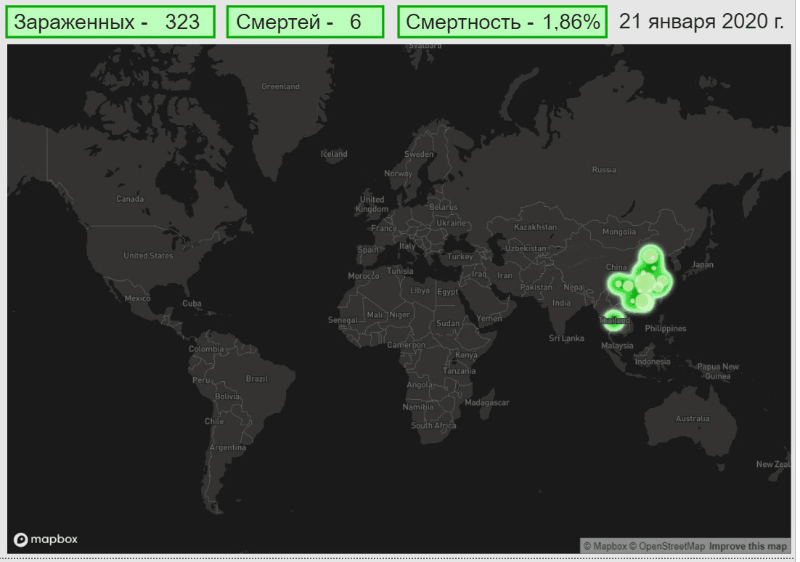 Зараженных - 323
Смертей - 6
Смертность - 1,86%
21 января 2020 г.
Svalbard
Greenland
Iceland
Sweden
Norway
Russia
Canada
United
Kingdom
Belarus
Ukraine
France
Kazakhstan
Mongolia
United States
Spain
Italy
Turkey
Uzbekistan
China
Japan
Morocco
Tunisia
Iraq
Iran
Mexico
Cuba
Libya
Egypt
Pakistan
Nepal
India
Senegal
Mali
Niger
Sudan
Yemen
Thailand
Philippines
Sri Lanka
Malaysia
Colombia
Cameroon
Kenya
Indonesia
Papua New
Guinea
Peru
Brazil
Tanzania
Angola
Bolivia
Namibia
Madagascar
Chile
South Africa
Australia
Argentina
New Zeal
mapbox
© Mapbox © OpenStreetMap Improve this map